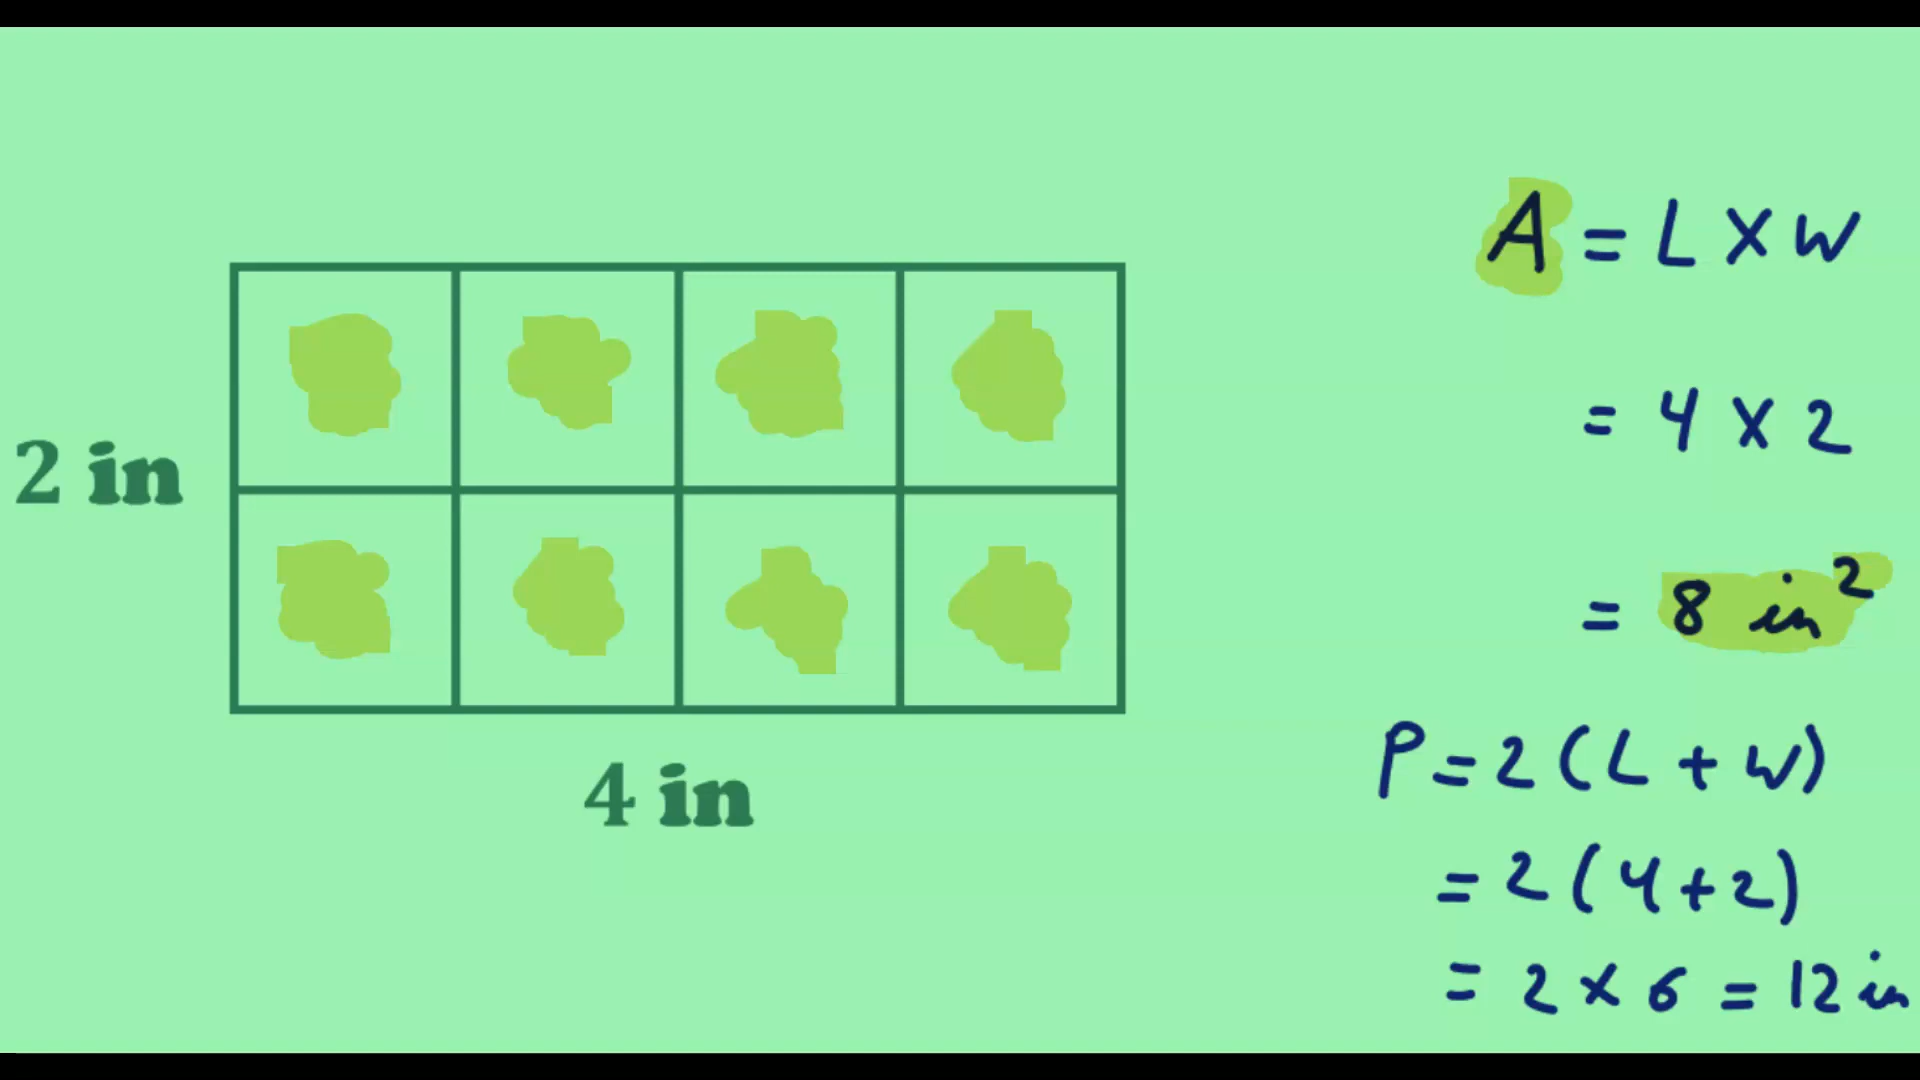 2 in
4 in
A = L × W
= 4 × 2
= 8 in²
P = 2 (L + W)
= 2 (4 + 2)
= 2 × 6 = 12 in